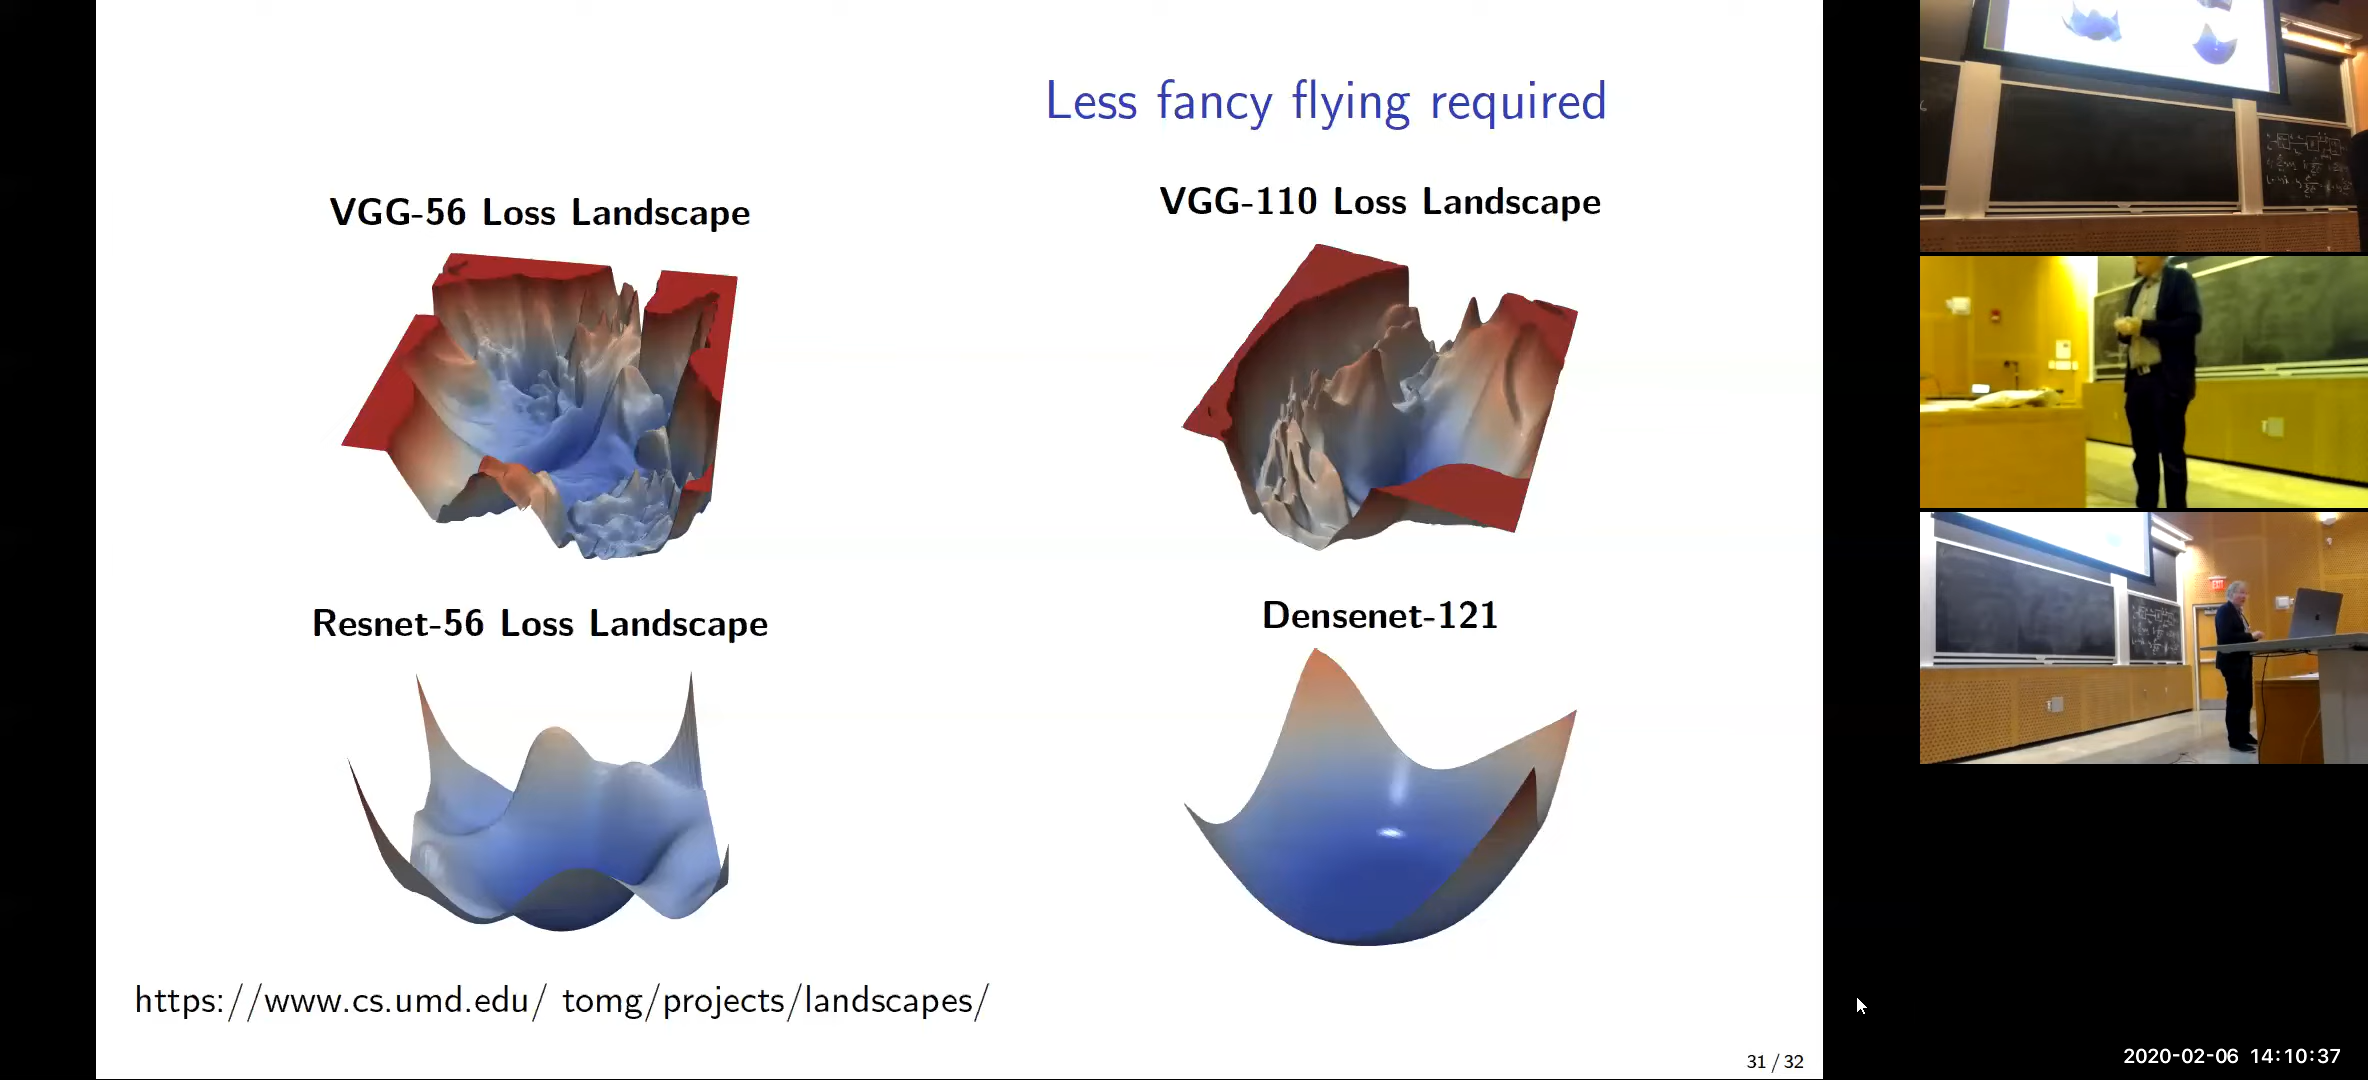 Less fancy flying required
VGG-56 Loss Landscape
VGG-110 Loss Landscape
Resnet-56 Loss Landscape
Densenet-121
https://www.cs.umd.edu/ tomg/projects/landscapes/
31 / 32
EXIT
2020-02-06 14:10:37